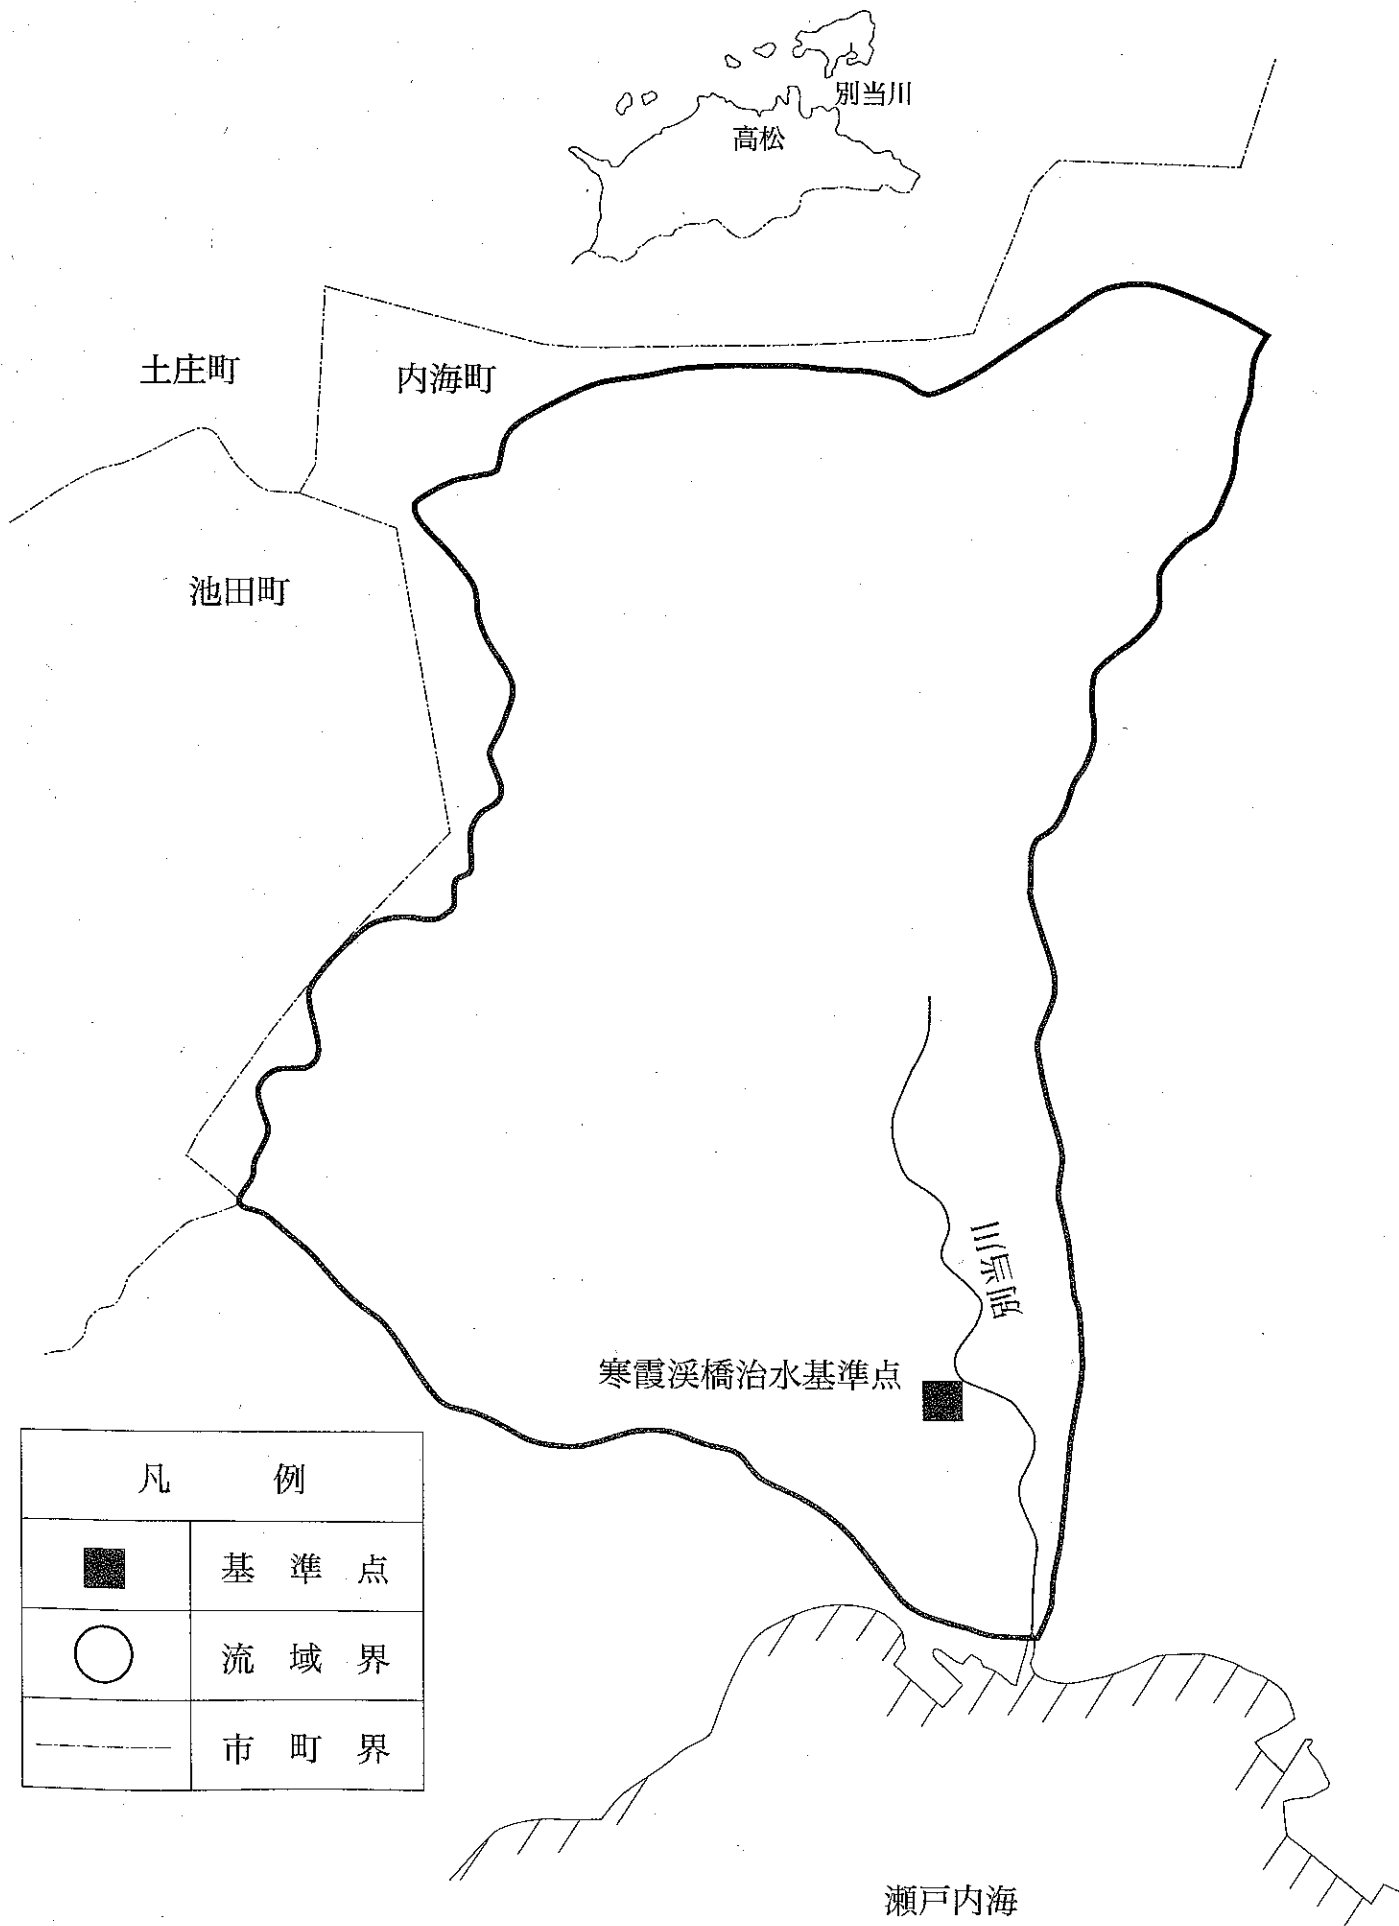 別当川
高松
土庄町
内海町
池田町
別当川
寒霞渓橋治水基準点
凡 例
基 準 点
流 域 界
市 町 界
瀬戸内海